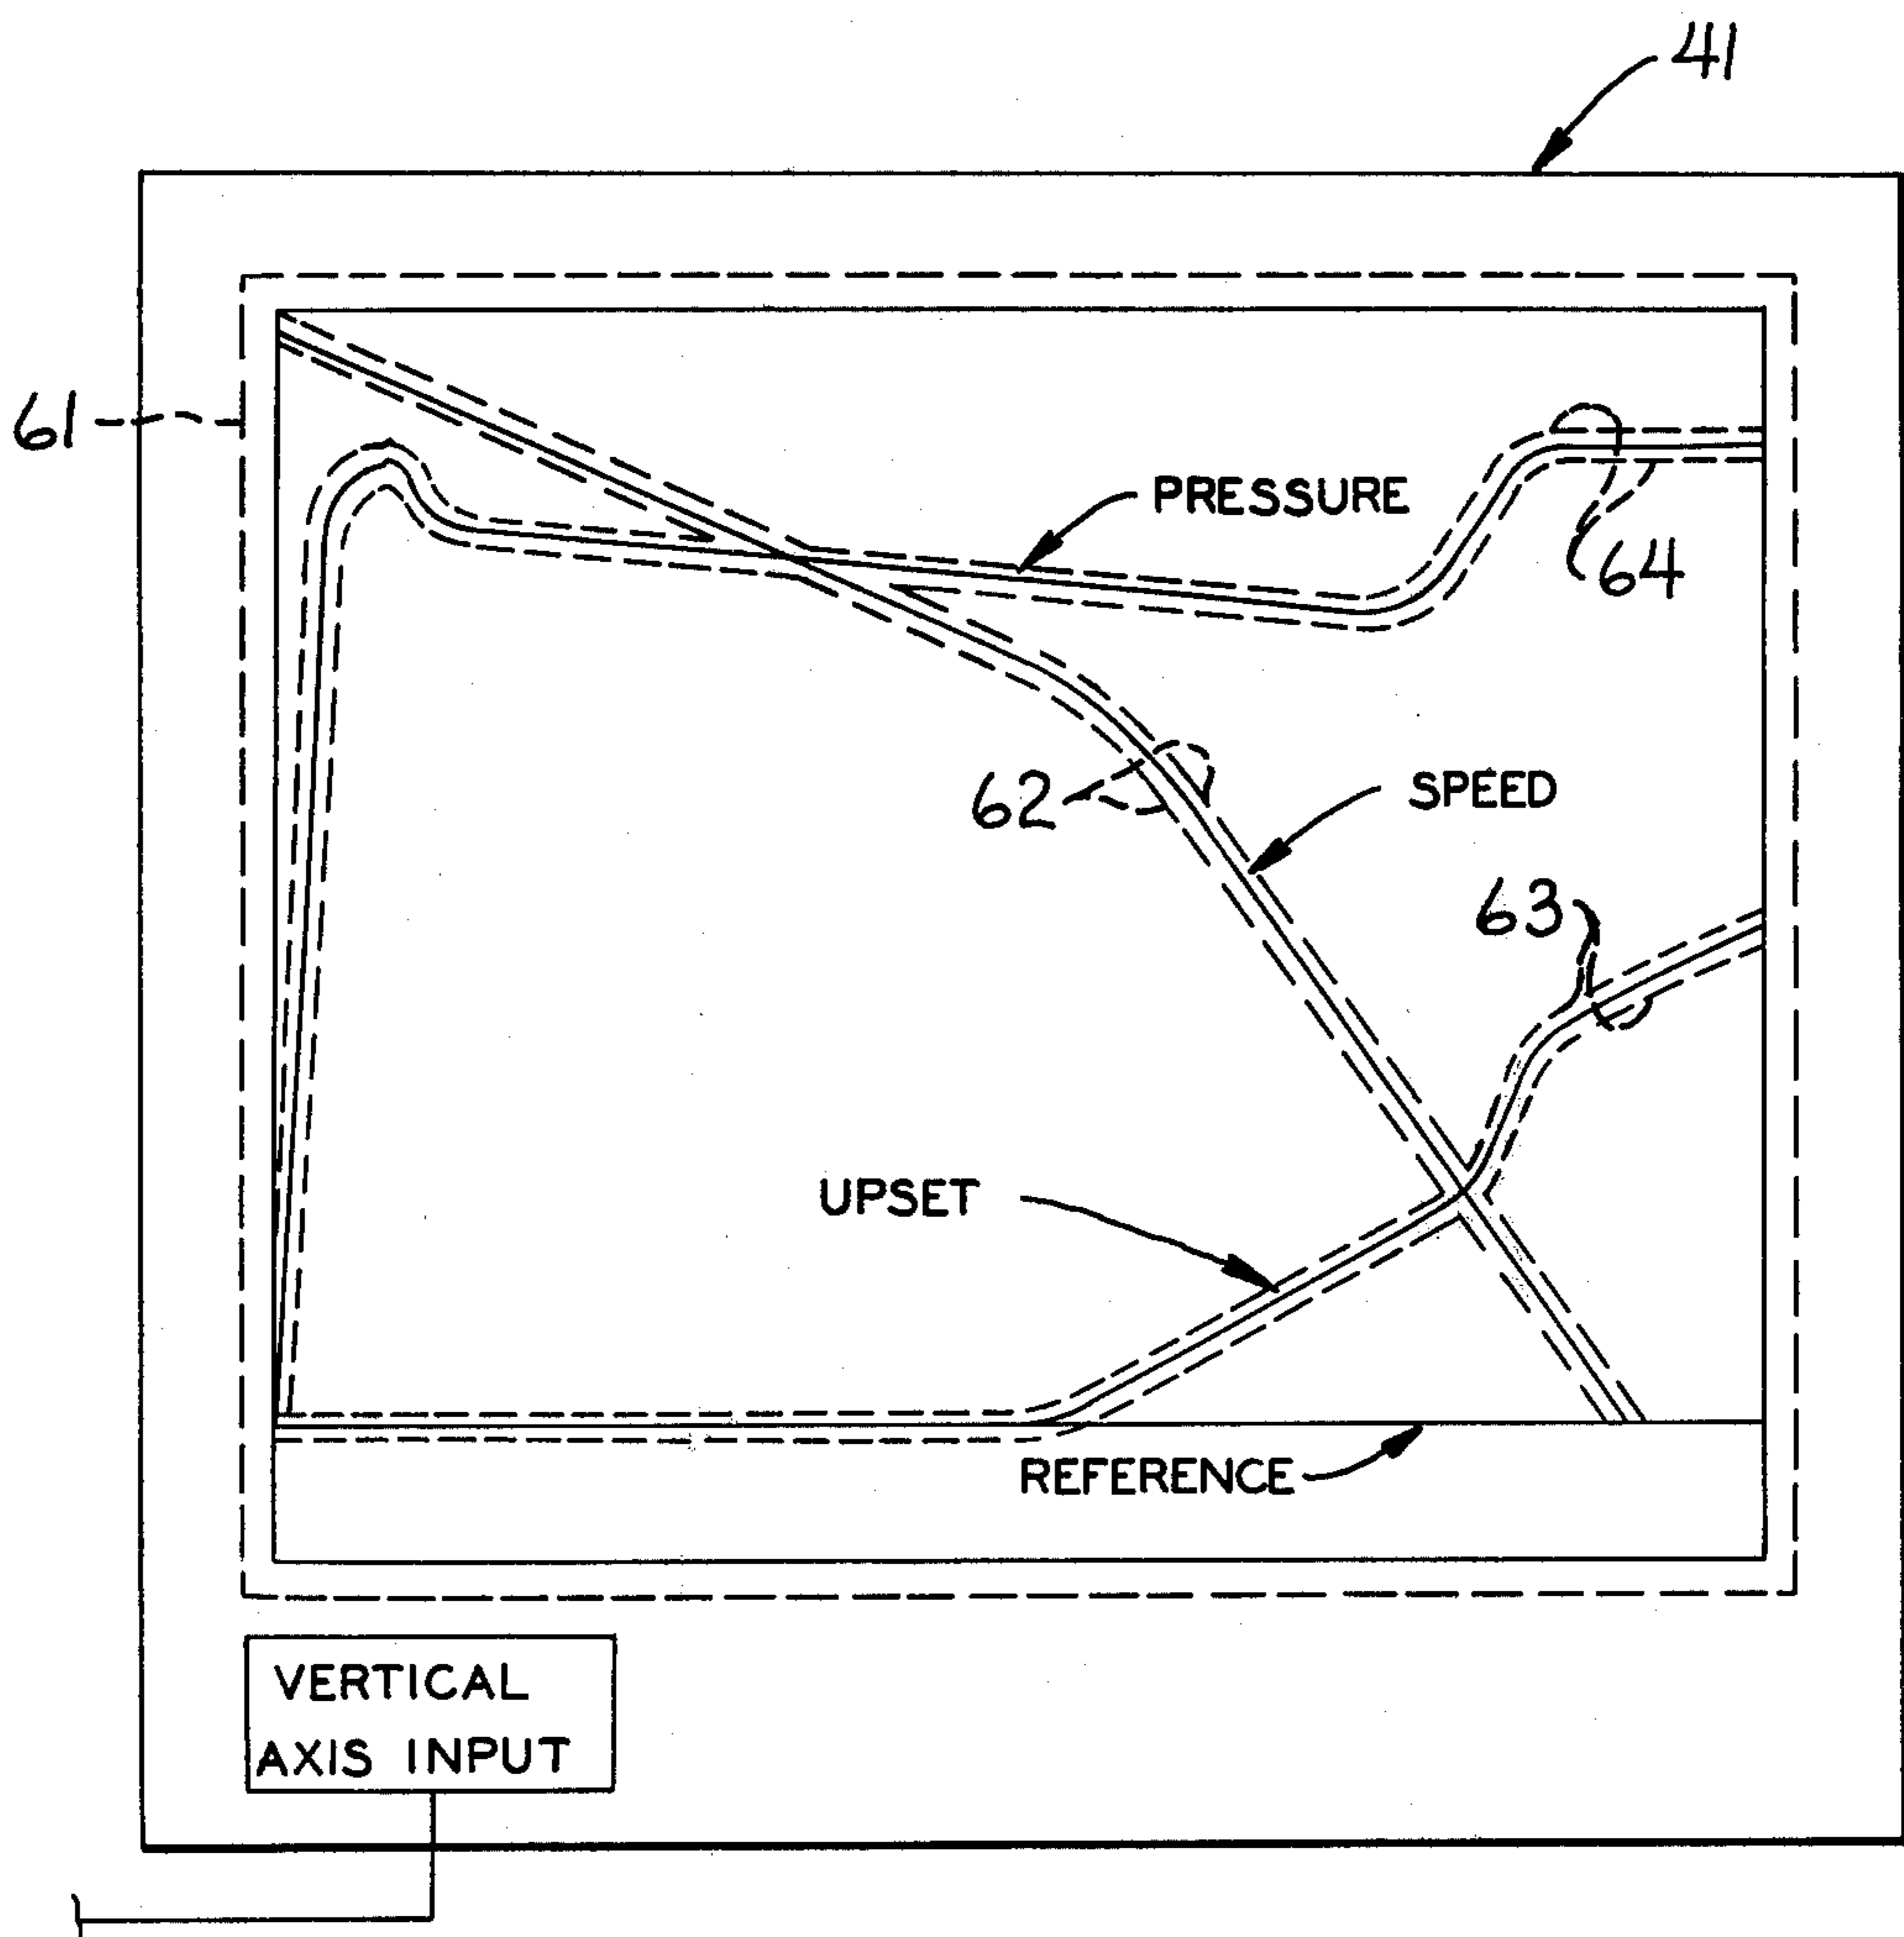 41
61
PRESSURE
64
62
SPEED
63
UPSET
REFERENCE
VERTICAL
AXIS INPUT